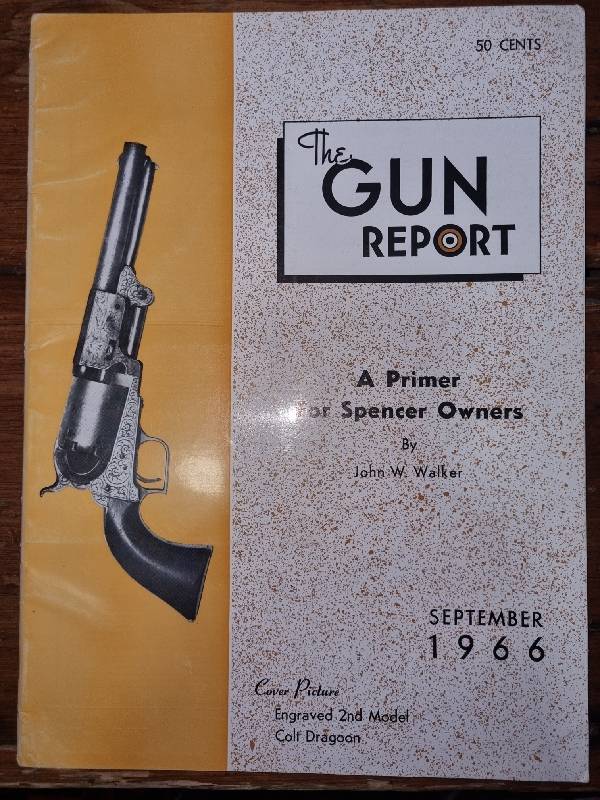 50 CENTS
The
GUN
REPORT
A Primer
For Spencer Owners
By
John W. Walker
SEPTEMBER
1966
Cover Picture
Engraved 2nd Model
Colt Dragoon